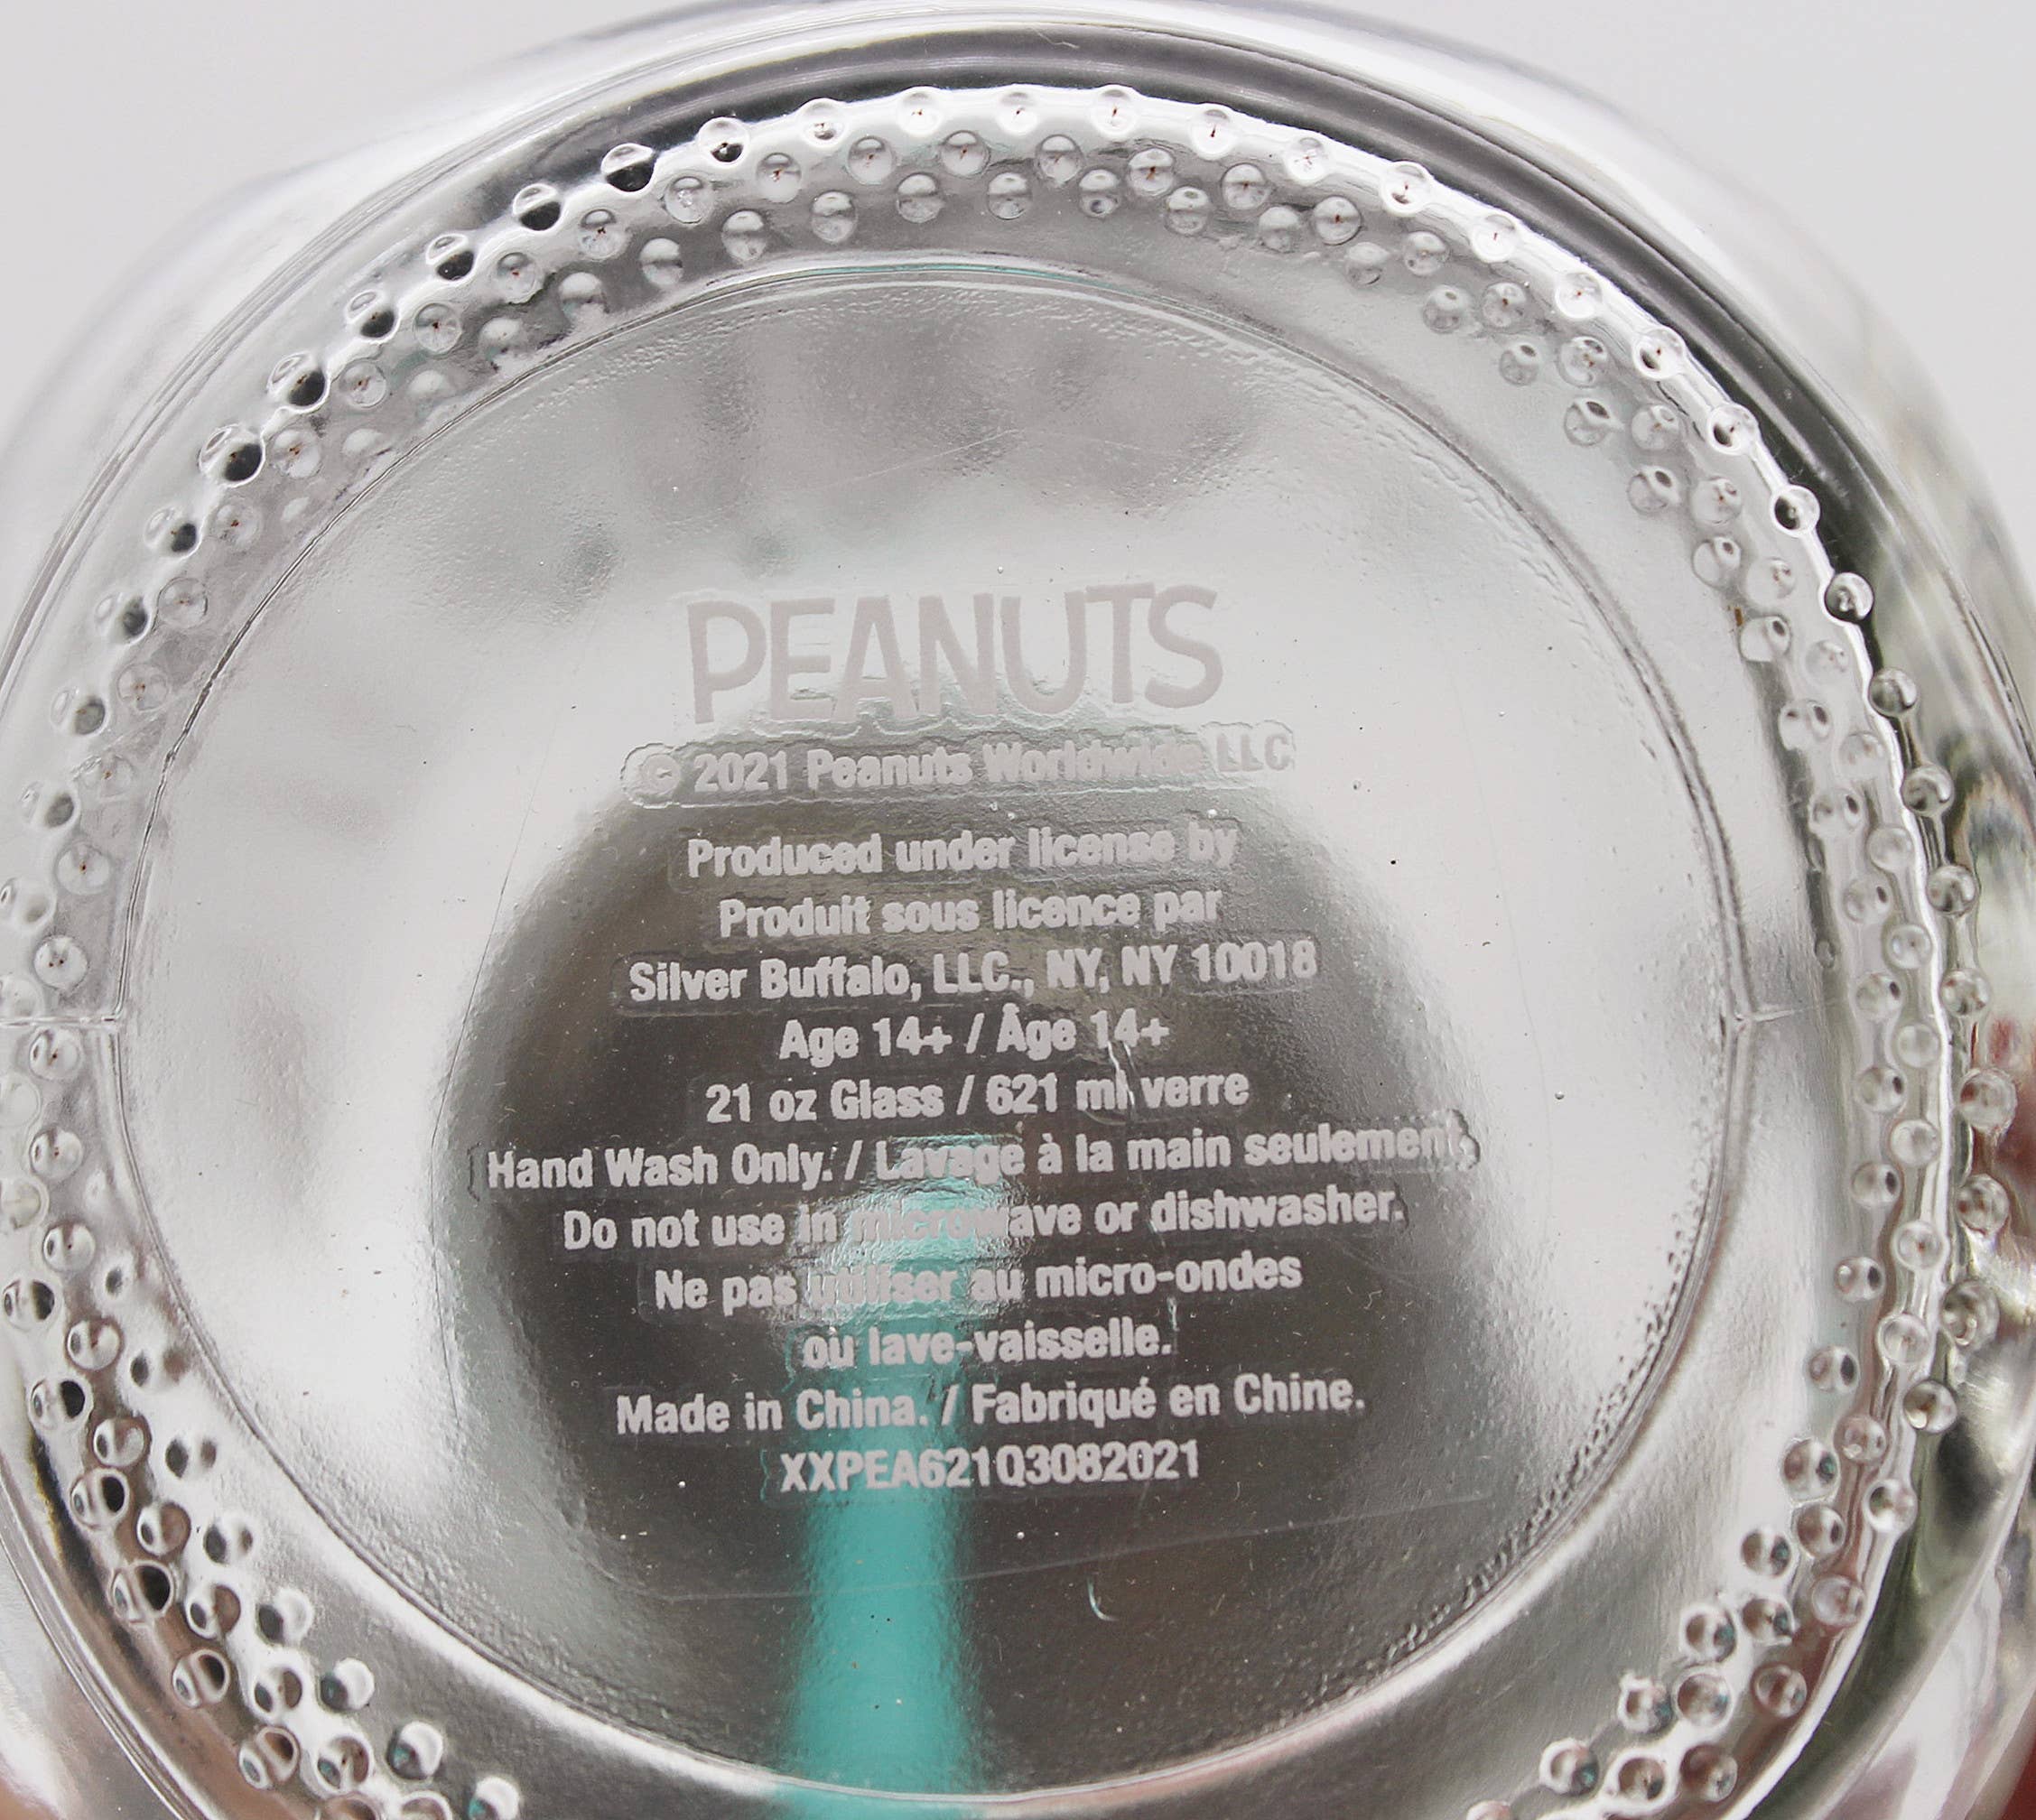 PEANUTS
© 2021 Peanuts Worldwide LLC
Produced under license by
Produit sous licence par
Silver Buffalo, LLC., NY, NY 10018
Age 14+ / Âge 14+
21 oz Glass / 621 ml verre
Hand Wash Only. / Lavage à la main seulement.
Do not use in microwave or dishwasher.
Ne pas utiliser au micro-ondes
où lave-vaisselle.
Made in China. / Fabriqué en Chine.
XXPEA621Q3082021